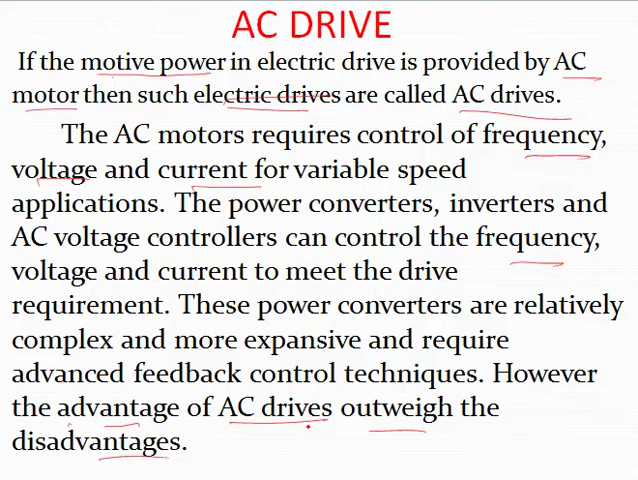 AC DRIVE
If the motive power in electric drive is provided by AC
motor then such electric drives are called AC drives.
The AC motors requires control of frequency,
voltage and current for variable speed
applications. The power converters, inverters and
AC voltage controllers can control the frequency,
voltage and current to meet the drive
requirement. These power converters are relatively
complex and more expansive and require
advanced feedback control techniques. However
the advantage of AC drives outweigh the
disadvantages.